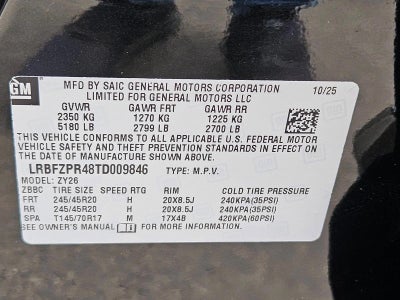 GM
MFD BY SAIC GENERAL MOTORS CORPORATION
LIMITED FOR GENERAL MOTORS LLC
10/25
GVWR GAWR FRT GAWR RR
2350 KG 1270 KG 1225 KG
5180 LB 2799 LB 2700 LB
THIS VEHICLE CONFORMS TO ALL APPLICABLE U.S. FEDERAL MOTOR
VEHICLE SAFETY AND THEFT PREVENTION STANDARDS IN EFFECT ON
THE DATE OF MANUFACTURE SHOWN ABOVE.
LRBFZPR48TD009846 TYPE: M.P.V.
MODEL: ZY26
ZBBC TIRE SIZE SPEED RTG RIM COLD TIRE PRESSURE
FRT 245/45R20 H 20X8.5J 240KPA(35PSI)
RR 245/45R20 H 20X8.5J 240KPA(35PSI)
SPA T145/70R17 M 17X4B 420KPA(60PSI)
SEE OWNER'S MANUAL FOR MORE INFORMATION.